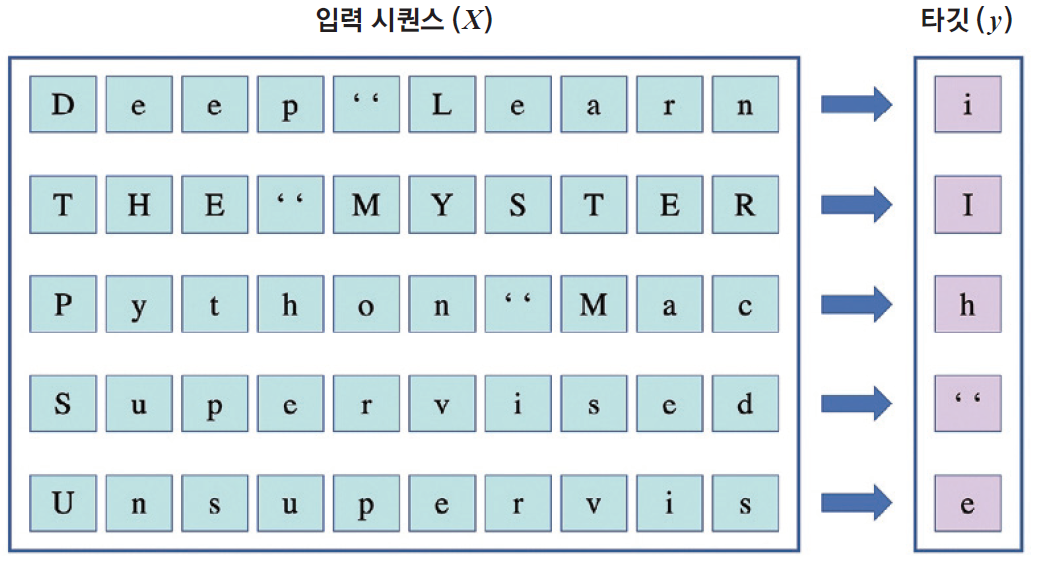 입력 시퀀스 (X) 타깃 (y)
D e e p ‘ ‘ L e a r n i
T H E ‘ ‘ M Y S T E R I
P y t h o n ‘ ‘ M a c h
S u p e r v i s e d ‘ ‘
U n s u p e r v i s e